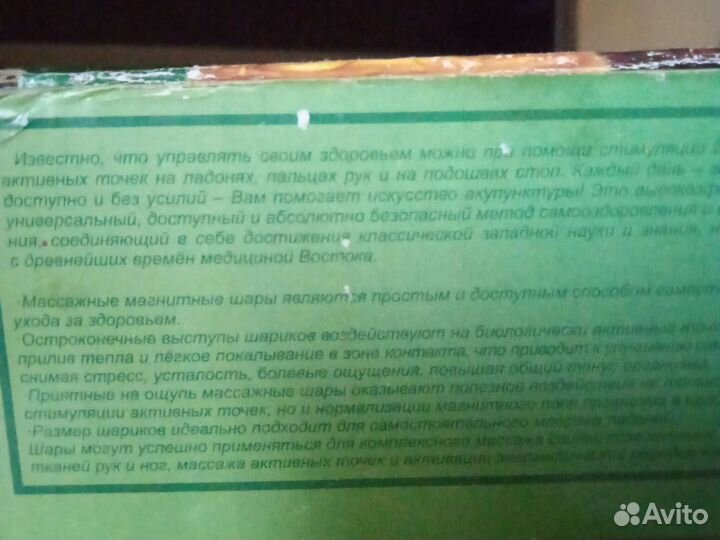 Известно, что управлять своим здоровьем можно при помощи стимуляции
активных точек на ладонях, пальцах рук и на подошвах стоп. Каждый день –
доступно и без усилий – Вам помогает искусство акупунктуры! Это
универсальный, доступный и абсолютно безопасный метод самооздоровления и
ния, соединяющий в себе достижения классической западной науки и знания,
с древнейших времён медициной Востока.
·Массажные магнитные шары являются простым и доступным способом
ухода за здоровьем.
Остроконечные выступы шариков воздействуют на биологически активные
прилив тепла и лёгкое покалывание в зоне контакта, что приводит к улучшению
снимая стресс, усталость, болевые ощущения, повышая общий тонус организма,
·Приятные на ощупь массажные шары оказывают полезное воздействие не только
стимуляции активных точек, но и нормализации магнитного поля
·Размер шариков идеально подходит для самостоятельного массажа ладоней.
Шары могут успешно применяться для комплексного массажа спины,
тканей рук и ног, массажа активных точек и активации
Avito